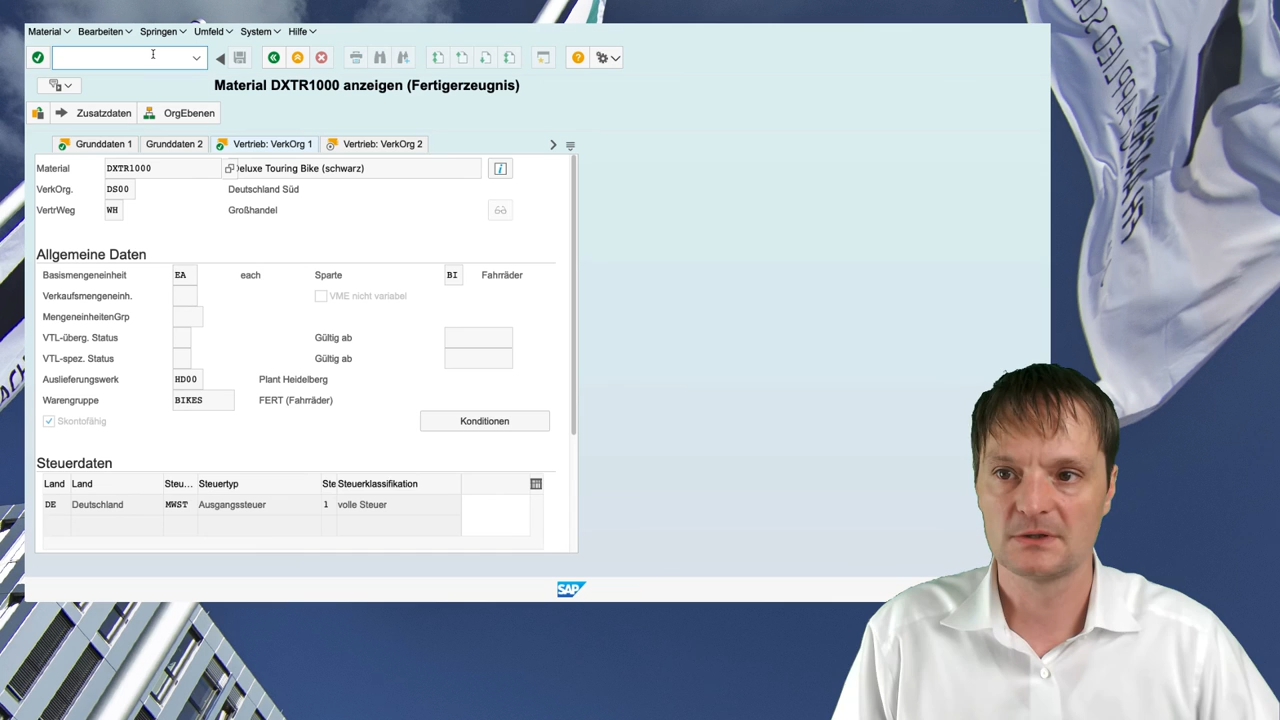 Material Bearbeiten Springen Umfeld System Hilfe
Material DXTR1000 anzeigen (Fertigerzeugnis)
Zusatzdaten OrgEbenen
Grunddaten 1 Grunddaten 2 Vertrieb: VerkOrg 1 Vertrieb: VerkOrg 2
Material DXTR1000 eluxe Touring Bike (schwarz)
VerkOrg. DS00 Deutschland Süd
VertrWeg WH Großhandel
Allgemeine Daten
Basismengeneinheit EA each Sparte BI Fahrräder
Verkaufsmengeneinh. VME nicht variabel
MengeneinheitenGrp
VTL-überg. Status Gültig ab
VTL-spez. Status Gültig ab
Auslieferungswerk HD00 Plant Heidelberg
Warengruppe BIKES FERT (Fahrräder)
Skontofähig Konditionen
Steuerdaten
Land Land Steu... Steuertyp Ste Steuerklassifikation
DE Deutschland MWST Ausgangssteuer 1 volle Steuer
SAP